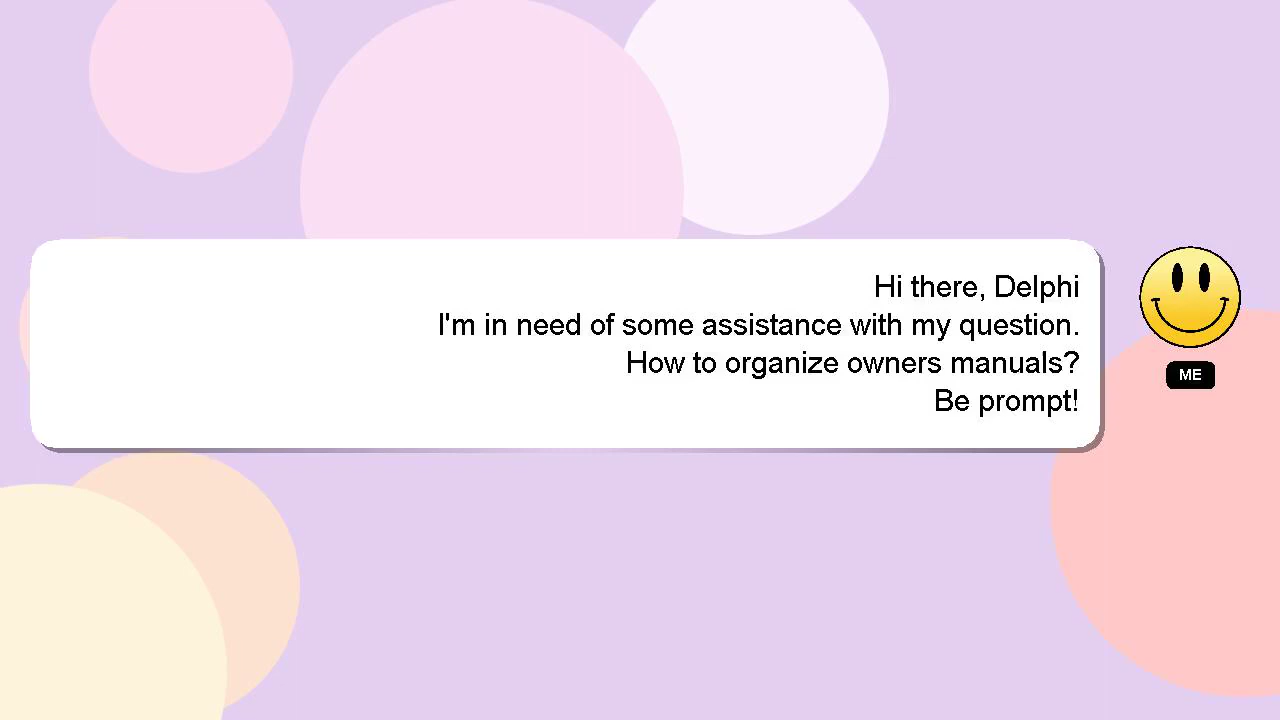 Hi there, Delphi
I'm in need of some assistance with my question.
How to organize owners manuals?
Be prompt!
ME